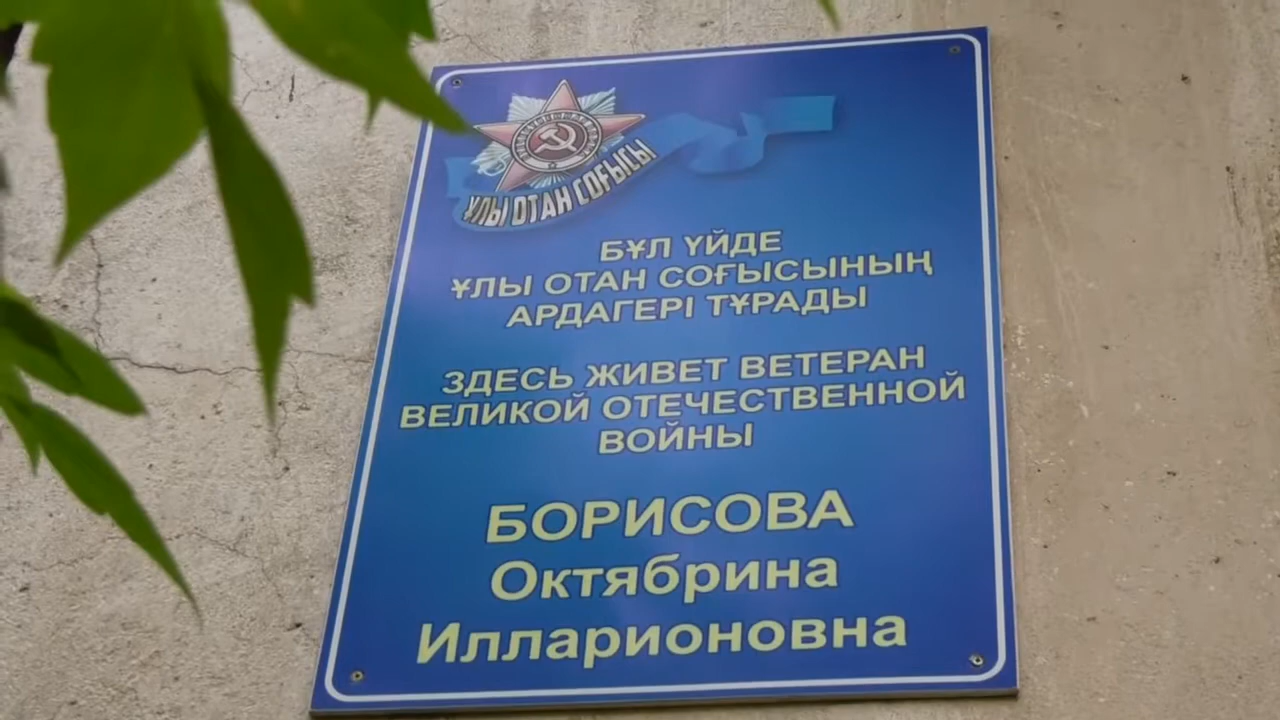 ҰЛЫ ОТАН СОҒЫСЫ
БҰЛ ҮЙДЕ
ҰЛЫ ОТАН СОҒЫСЫНЫҢ
АРДАГЕРІ ТҰРАДЫ
ЗДЕСЬ ЖИВЕТ ВЕТЕРАН
ВЕЛИКОЙ ОТЕЧЕСТВЕННОЙ
ВОЙНЫ
БОРИСОВА
Октябрина
Илларионовна